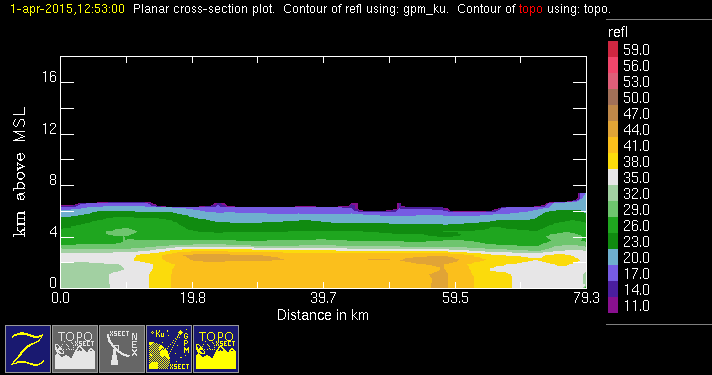 1-apr-2015,12:53:00 Planar cross-section plot. Contour of refl using: gpm_ku. Contour of topo using: topo.
refl
59.0
56.0
53.0
50.0
47.0
44.0
41.0
38.0
35.0
32.0
29.0
26.0
23.0
20.0
17.0
14.0
11.0
km above MSL
16
12
8
4
0
0.0 19.8 39.7 59.5 79.3
Distance in km
Z
TOPO XSECT
XSECT
Ku GPM XSECT
TOPO XSECT